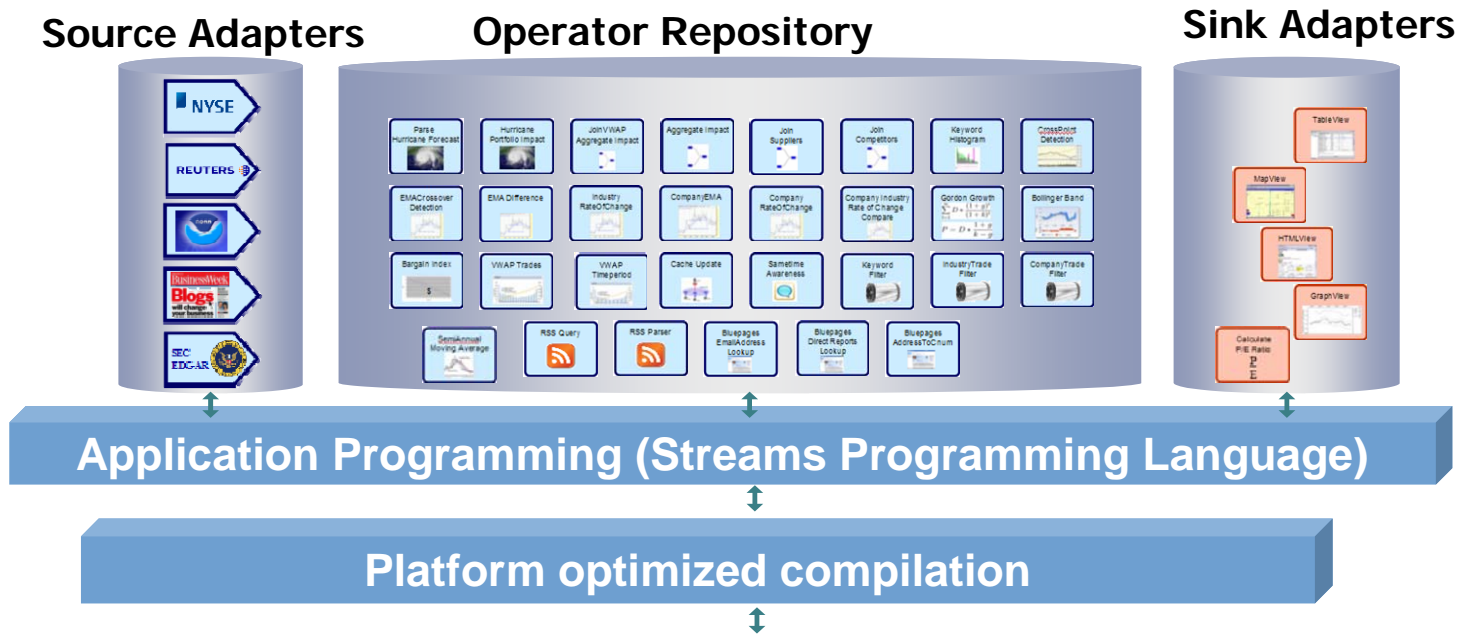 Source Adapters
Operator Repository
Sink Adapters
NYSE
REUTERS
NOAA
BusinessWeek
Blogs
will change
your business
SEC
EDGAR
Parse
Hurricane Forecast
Hurricane
Portfolio Impact
JoinVWAP
Aggregate Impact
Aggregate Impact
Join
Suppliers
Join
Competitors
Keyword
Histogram
CrossPoint
Detection
EMACrossover
Detection
EMA Difference
Industry
RateOfChange
CompanyEMA
Company
RateOfChange
Company Industry
Rate of Change
Compare
Gordon Growth
Bollinger Band
Bargain Index
$
VWAP Trades
VWAP
Timeperiod
Cache Update
Sametime
Awareness
Keyword
Filter
IndustryTrade
Filter
CompanyTrade
Filter
SemiAnnual
Moving Average
RSS Query
RSS Parser
Bluepages
EmailAddress
Lookup
Bluepages
Direct Reports
Lookup
Bluepages
AddressToCnum
TableView
MapView
HTMLView
GraphView
Calculate
P/E Ratio
P
E
Application Programming (Streams Programming Language)
Platform optimized compilation